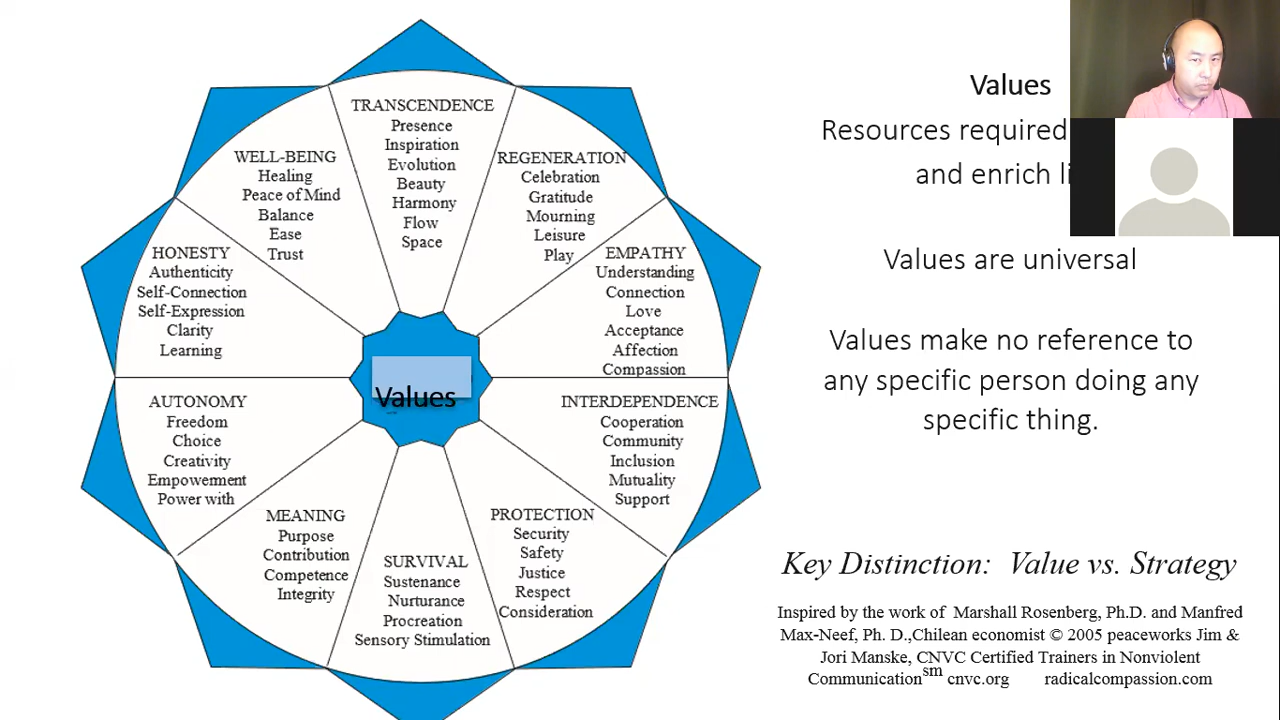 TRANSCENDENCE
Presence
Inspiration
Evolution
Beauty
Harmony
Flow
Space
REGENERATION
Celebration
Gratitude
Mourning
Leisure
Play
EMPATHY
Understanding
Connection
Love
Acceptance
Affection
Compassion
INTERDEPENDENCE
Cooperation
Community
Inclusion
Mutuality
Support
PROTECTION
Security
Safety
Justice
Respect
Consideration
SURVIVAL
Sustenance
Nurturance
Procreation
Sensory Stimulation
MEANING
Purpose
Contribution
Competence
Integrity
AUTONOMY
Freedom
Choice
Creativity
Empowerment
Power with
HONESTY
Authenticity
Self-Connection
Self-Expression
Clarity
Learning
WELL-BEING
Healing
Peace of Mind
Balance
Ease
Trust
Values
Values
Resources required
and enrich
Values are universal
Values make no reference to
any specific person doing any
specific thing.
Key Distinction: Value vs. Strategy
Inspired by the work of Marshall Rosenberg, Ph.D. and Manfred
Max-Neef, Ph. D.,Chilean economist © 2005 peaceworks Jim &
Jori Manske, CNVC Certified Trainers in Nonviolent
Communication℠ cnvc.org radicalcompassion.com